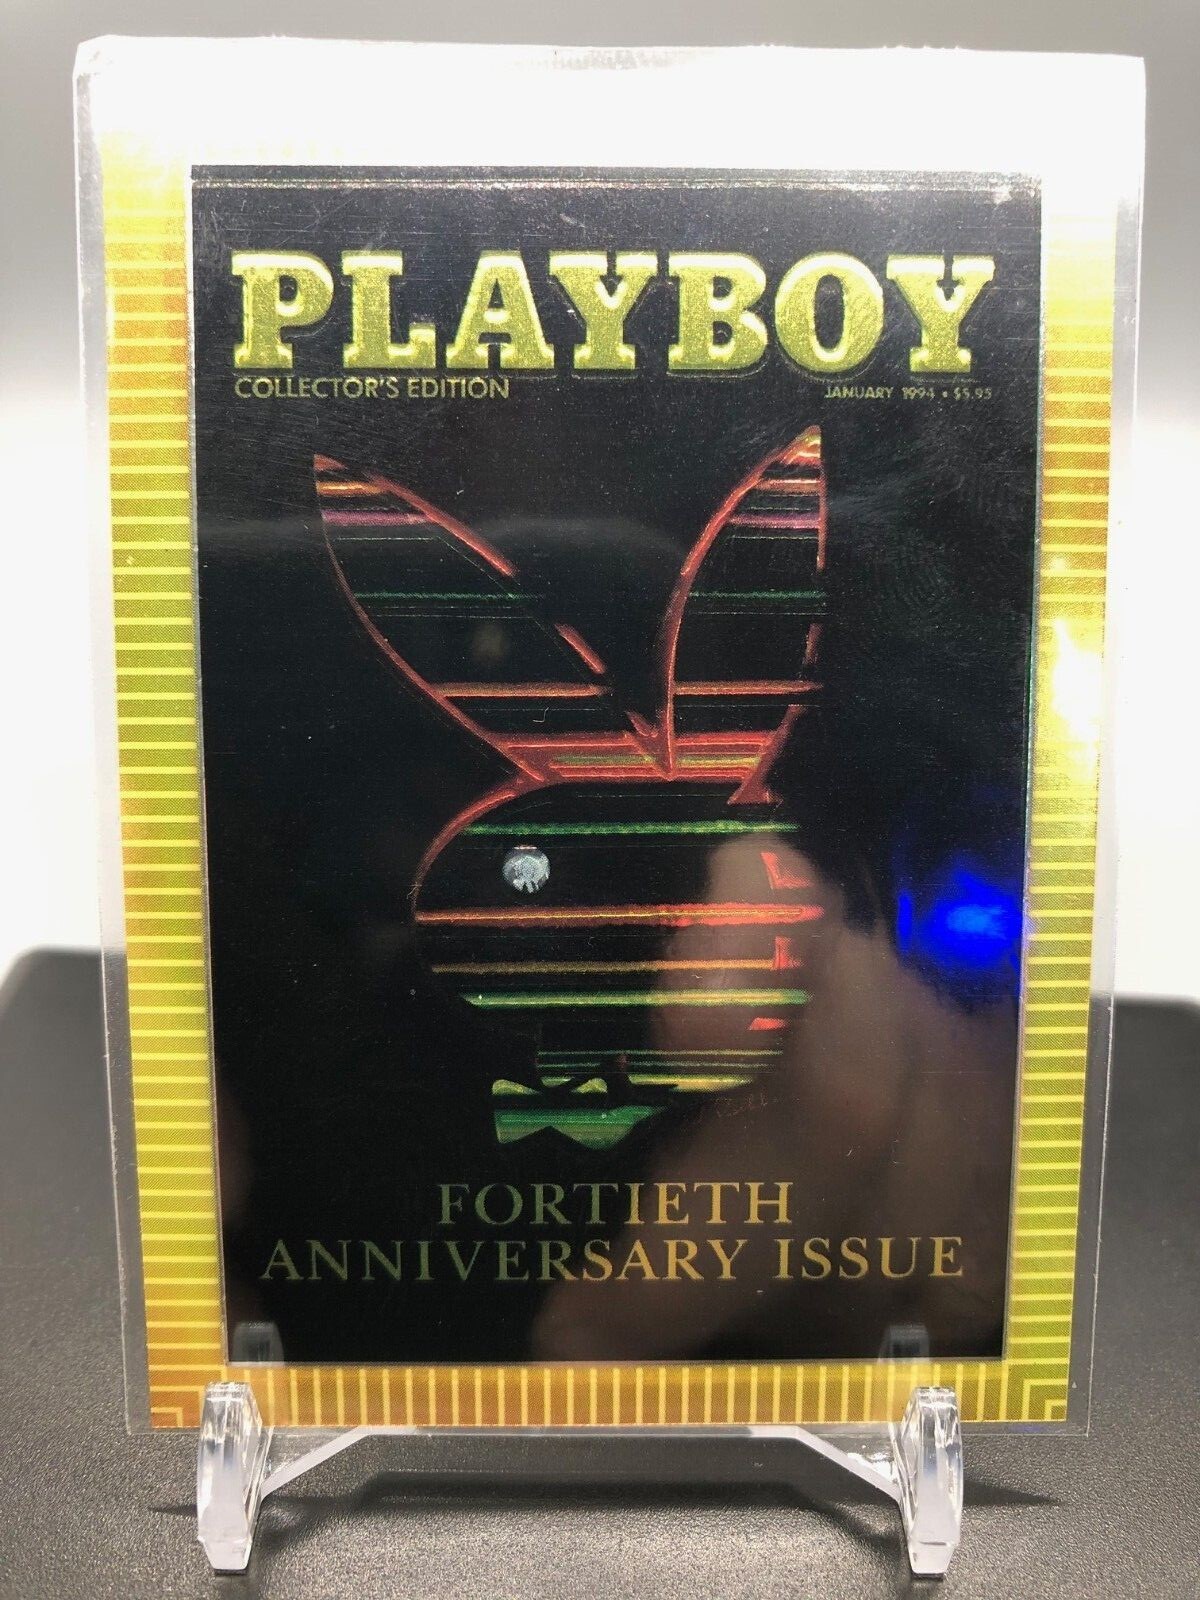 PLAYBOY
COLLECTOR'S EDITION
JANUARY 1994 • $5.95
FORTIETH
ANNIVERSARY ISSUE